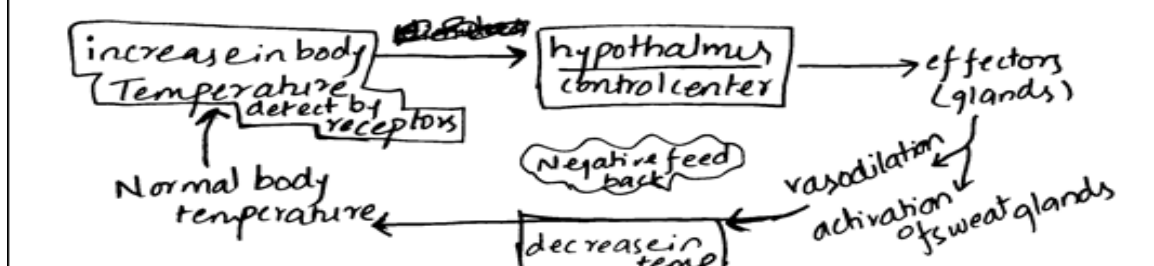 increase in body
Temperature
detect by
receptors
hypothalmus
control center
effectors
(glands)
Negative feed
back
vasodilation
activation
of sweat glands
Normal body
temperature
decrease in
temp